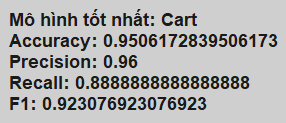 Mô hình tốt nhất: Cart
Accuracy: 0.9506172839506173
Precision: 0.96
Recall: 0.8888888888888888
F1: 0.923076923076923